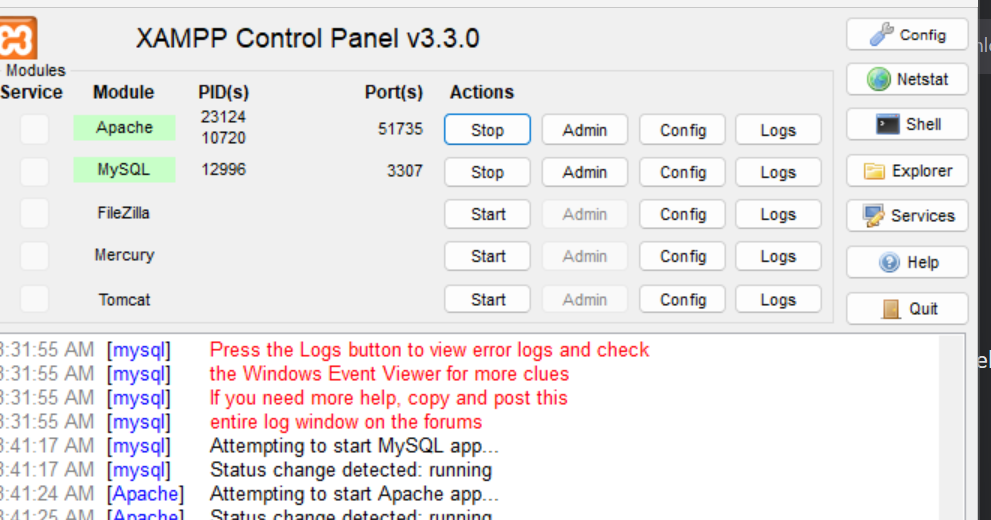 XAMPP Control Panel v3.3.0
Config
Modules
Service Module PID(s) Port(s) Actions
Netstat
Apache 23124 10720 51735 Stop Admin Config Logs
Shell
MySQL 12996 3307 Stop Admin Config Logs
Explorer
FileZilla Start Admin Config Logs
Services
Mercury Start Admin Config Logs
Help
Tomcat Start Admin Config Logs
Quit
3:31:55 AM [mysql] Press the Logs button to view error logs and check
3:31:55 AM [mysql] the Windows Event Viewer for more clues
3:31:55 AM [mysql] If you need more help, copy and post this
3:31:55 AM [mysql] entire log window on the forums
3:41:17 AM [mysql] Attempting to start MySQL app...
3:41:17 AM [mysql] Status change detected: running
3:41:24 AM [Apache] Attempting to start Apache app...
3:41:25 AM [Apache] Status change detected: running